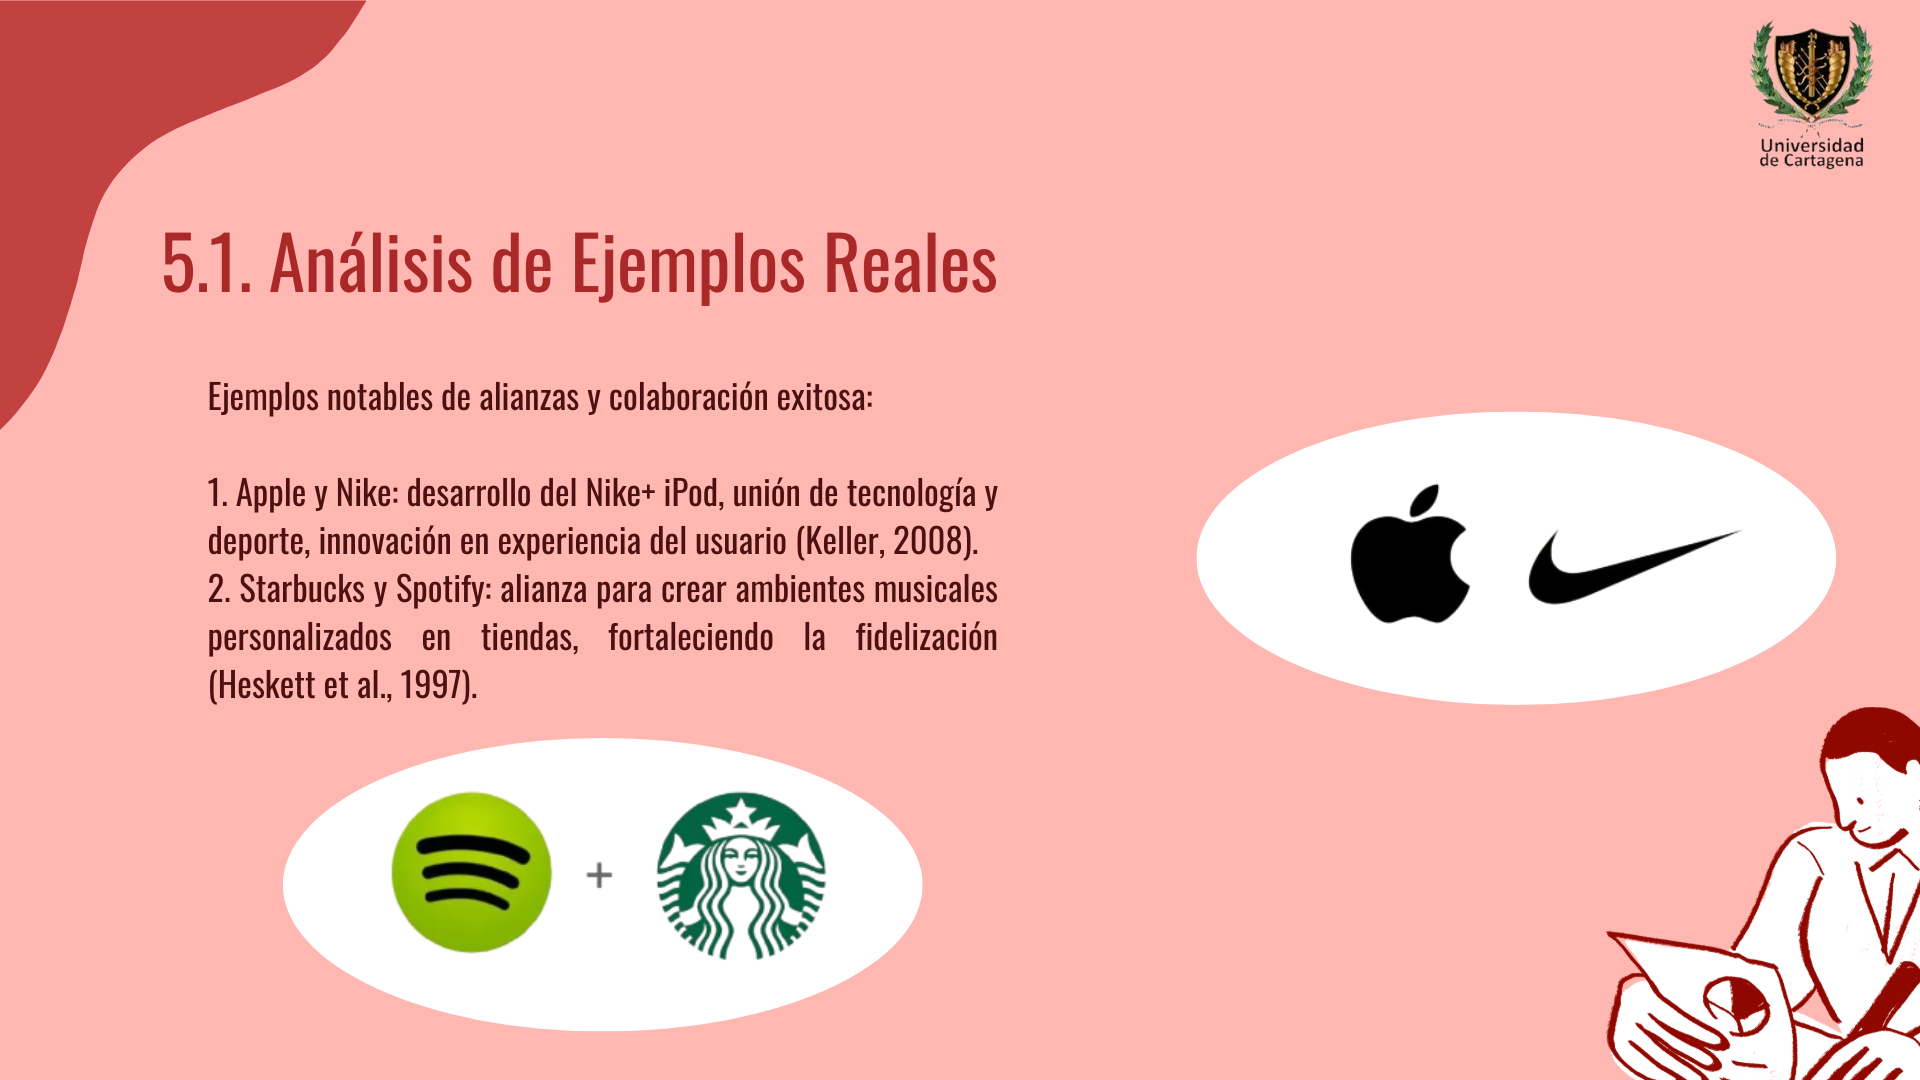 Universidad
de Cartagena
5.1. Análisis de Ejemplos Reales
Ejemplos notables de alianzas y colaboración exitosa:
1. Apple y Nike: desarrollo del Nike+ iPod, unión de tecnología y
deporte, innovación en experiencia del usuario (Keller, 2008).
2. Starbucks y Spotify: alianza para crear ambientes musicales
personalizados en tiendas, fortaleciendo la fidelización
(Heskett et al., 1997).
+